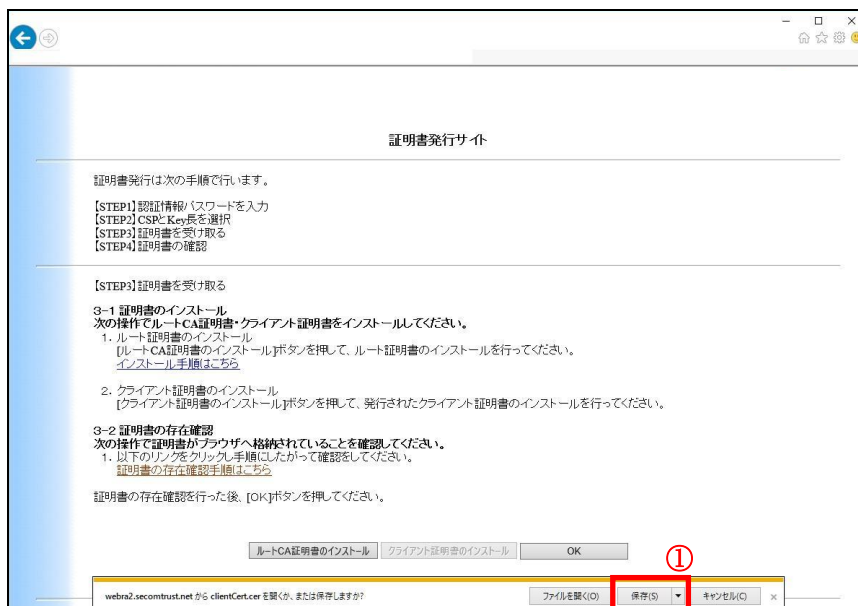 証明書発行サイト
証明書発行は次の手順で行います。
【STEP1】認証情報パスワードを入力
【STEP2】CSPとKey長を選択
【STEP3】証明書を受け取る
【STEP4】証明書の確認
【STEP3】証明書を受け取る
3-1 証明書のインストール
次の操作でルートCA証明書・クライアント証明書をインストールしてください。
1. ルート証明書のインストール
[ルートCA証明書のインストール]ボタンを押して、ルート証明書のインストールを行ってください。
インストール手順はこちら
2. クライアント証明書のインストール
[クライアント証明書のインストール]ボタンを押して、発行されたクライアント証明書のインストールを行ってください。
3-2 証明書の存在確認
次の操作で証明書がブラウザへ格納されていることを確認してください。
1. 以下のリンクをクリックし手順にしたがって確認をしてください。
証明書の存在確認手順はこちら
証明書の存在確認を行った後、[OK]ボタンを押してください。
ルートCA証明書のインストール クライアント証明書のインストール OK
①
webra2.secomtrust.net から clientCert.cer を開くか、または保存しますか? ファイルを開く(O) 保存(S) キャンセル(C) ×